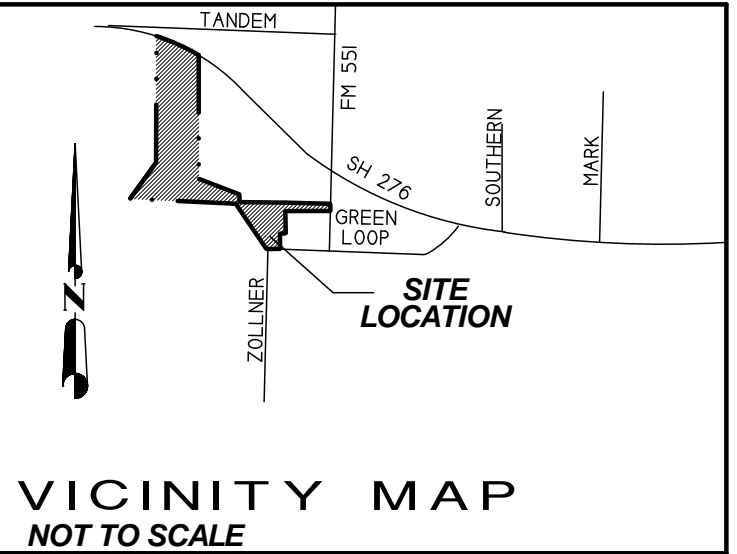 TANDEM
FM 551
SH 276
SOUTHERN
MARK
GREEN
LOOP
ZOLLNER
SITE
LOCATION
N
VICINITY MAP
NOT TO SCALE